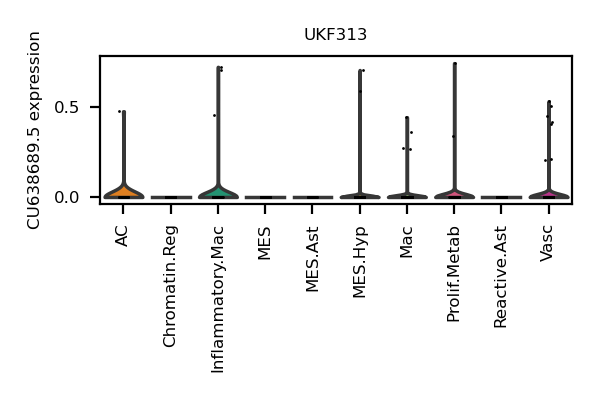 UKF313
CU638689.5 expression
0.5
0.0
AC
Chromatin.Reg
Inflammatory.Mac
MES
MES.Ast
MES.Hyp
Mac
Prolif.Metab
Reactive.Ast
Vasc